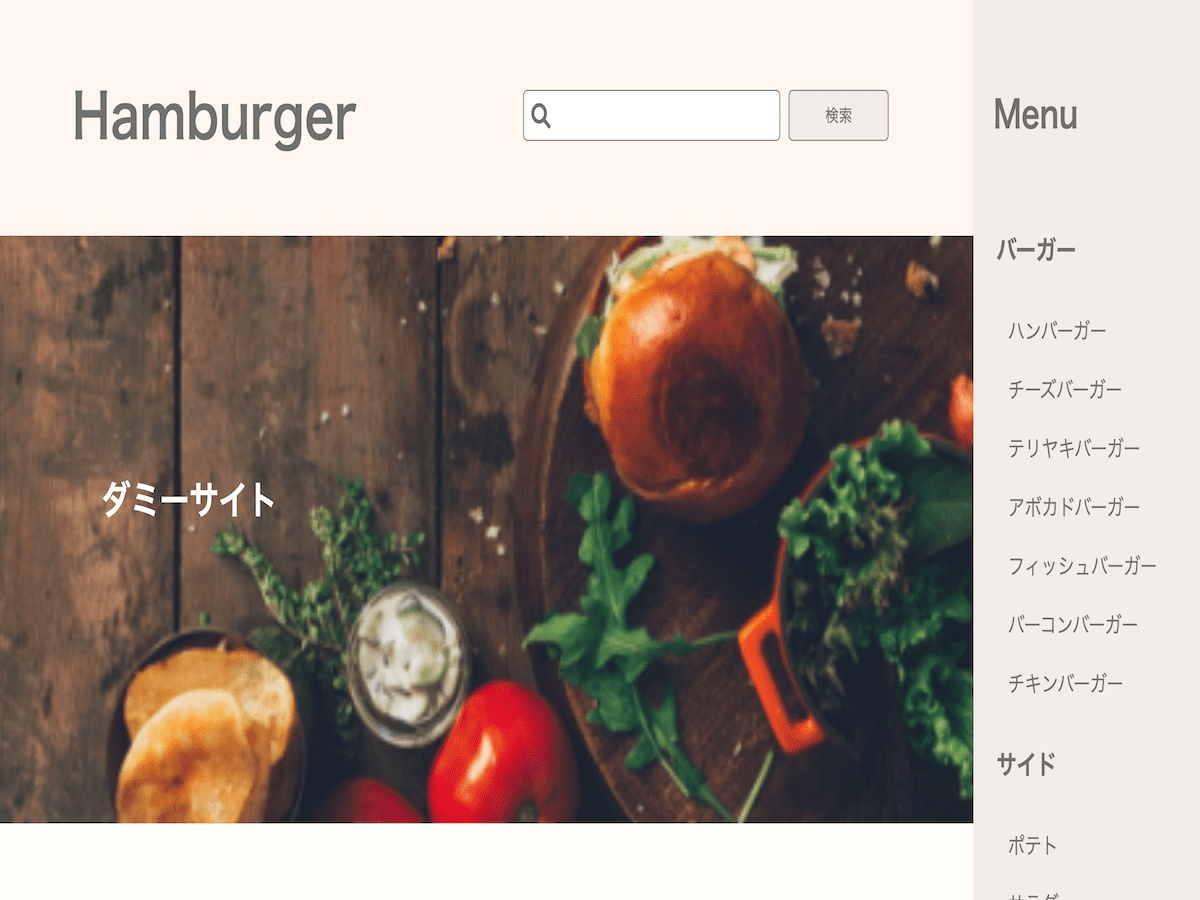 Hamburger
検索
ダミーサイト
Menu
バーガー
ハンバーガー
チーズバーガー
テリヤキバーガー
アボカドバーガー
フィッシュバーガー
バーコンバーガー
チキンバーガー
サイド
ポテト